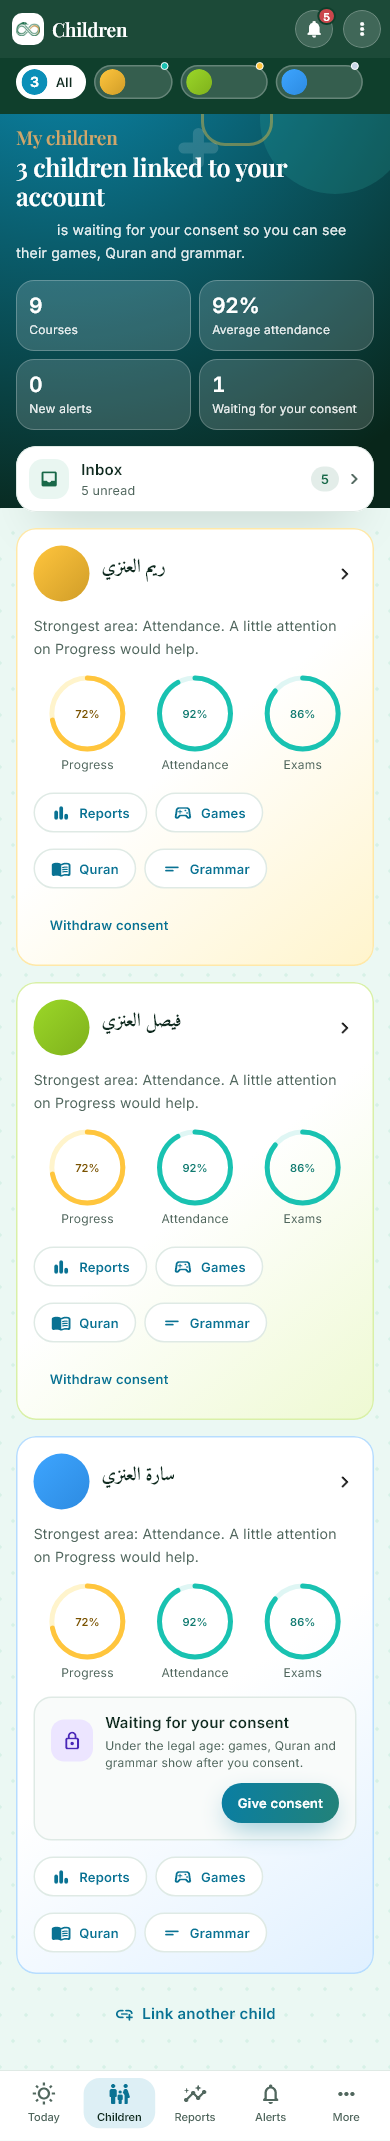 Children
5
3 All
My children
3 children linked to your
account
is waiting for your consent so you can see
their games, Quran and grammar.
9
Courses
92%
Average attendance
0
New alerts
1
Waiting for your consent
Inbox
5 unread
5
ريم العنزي
Strongest area: Attendance. A little attention
on Progress would help.
72% 92% 86%
Progress Attendance Exams
Reports Games
Quran Grammar
Withdraw consent
فيصل العنزي
Strongest area: Attendance. A little attention
on Progress would help.
72% 92% 86%
Progress Attendance Exams
Reports Games
Quran Grammar
Withdraw consent
سارة العنزي
Strongest area: Attendance. A little attention
on Progress would help.
72% 92% 86%
Progress Attendance Exams
Waiting for your consent
Under the legal age: games, Quran and
grammar show after you consent.
Give consent
Reports Games
Quran Grammar
Link another child
Today Children Reports Alerts More